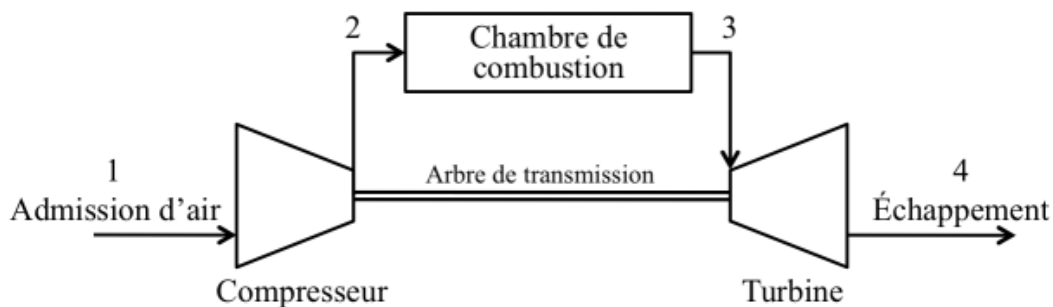 2
Chambre de
combustion
3
1
Admission d'air
Arbre de transmission
4
Échappement
Compresseur
Turbine